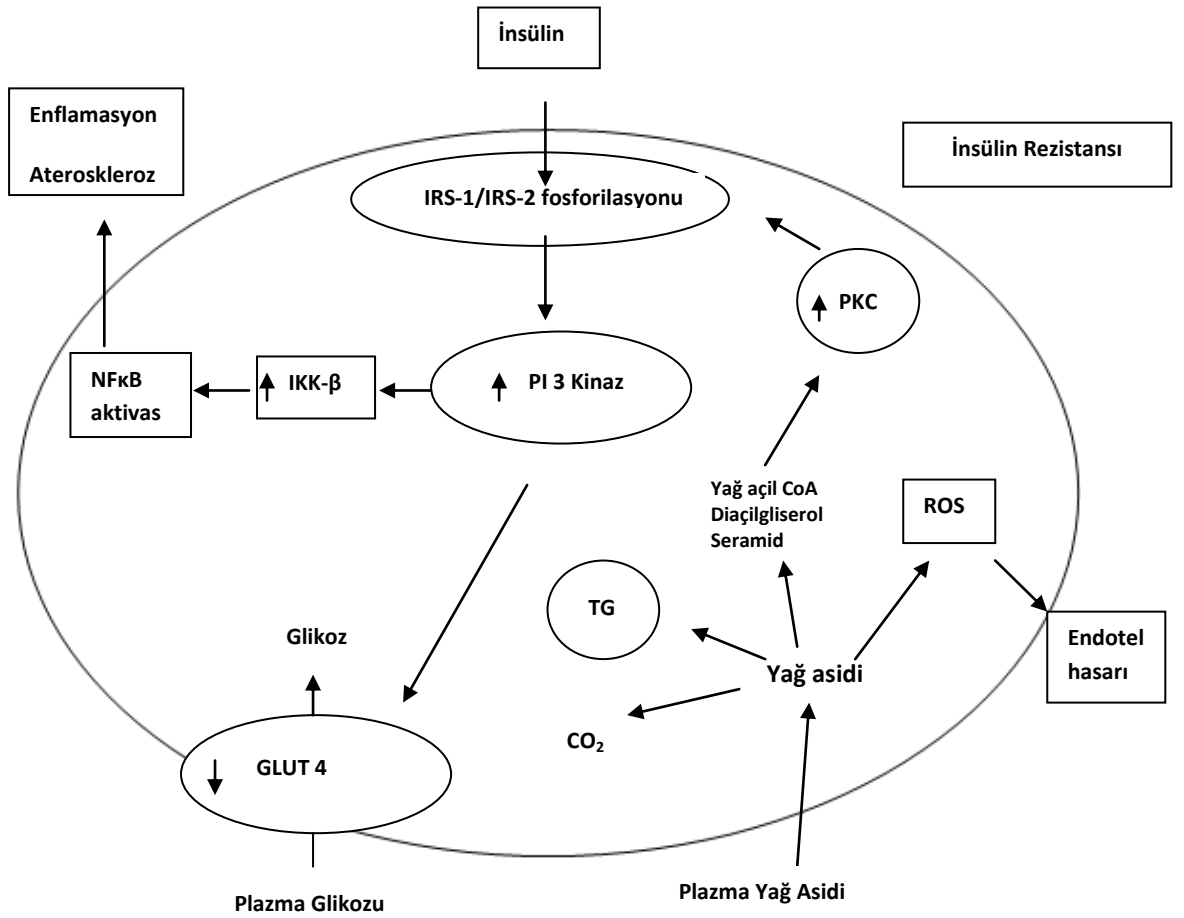 İnsülin
Enflamasyon
Ateroskleroz
İnsülin Rezistansı
IRS-1/IRS-2 fosforilasyonu
PKC
NFκB
aktivas
IKK-β
PI 3 Kinaz
Yağ açil CoA
Diaçilgliserol
Seramid
ROS
TG
Glikoz
Yağ asidi
Endotel
hasarı
CO₂
GLUT 4
Plazma Glikozu
Plazma Yağ Asidi